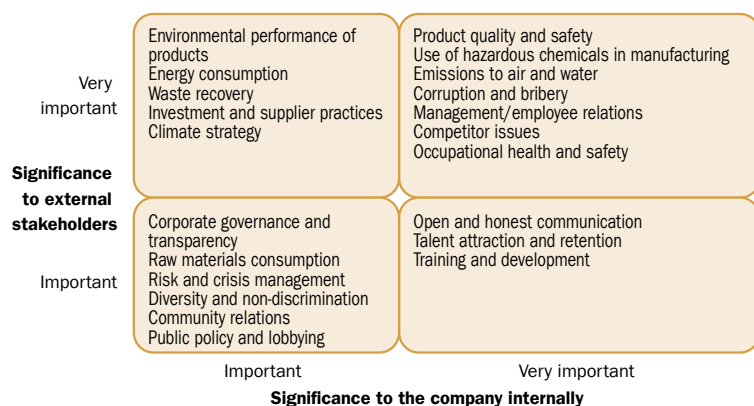 Environmental performance of
products
Energy consumption
Waste recovery
Investment and supplier practices
Climate strategy
Product quality and safety
Use of hazardous chemicals in manufacturing
Emissions to air and water
Corruption and bribery
Management/employee relations
Competitor issues
Occupational health and safety
Very
important
Significance
to external
stakeholders
Corporate governance and
transparency
Raw materials consumption
Risk and crisis management
Diversity and non-discrimination
Community relations
Public policy and lobbying
Open and honest communication
Talent attraction and retention
Training and development
Important
Important
Very important
Significance to the company internally